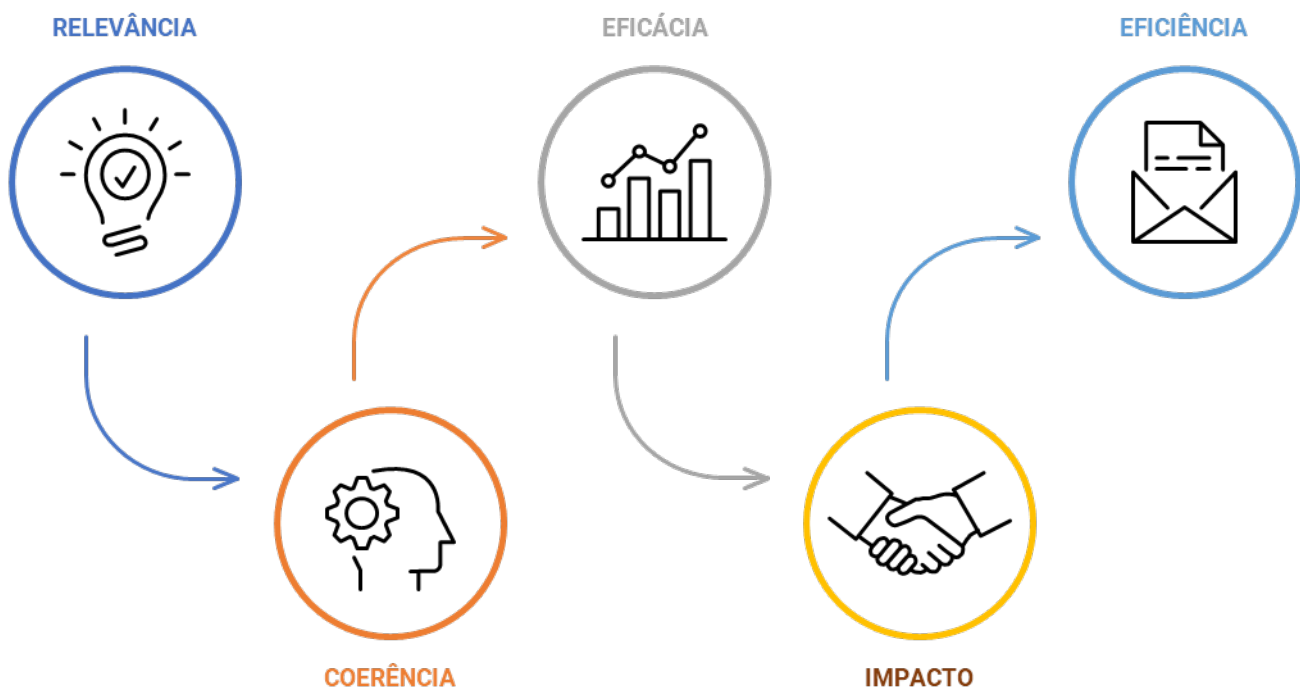 RELEVÂNCIA
EFICÁCIA
EFICIÊNCIA
COERÊNCIA
IMPACTO